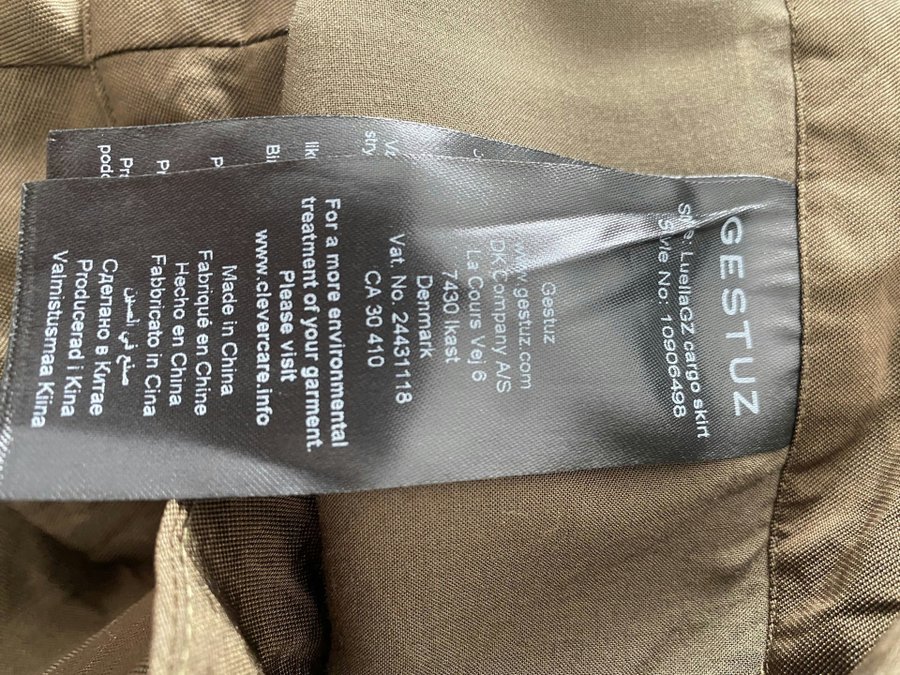 GESTUZ
Style: LuellaGZ cargo skirt
Style No: 10906498
Gestuz
www.gestuz.com
DK Company A/S
La Cours Vej 6
7430 Ikast
Denmark
Vat. No: 24431118
CA 30 410
For a more environmental
treatment of your garment.
Please visit
www.clevercare.info
Made in China
Fabriqué en Chine
Hecho en China
Fabbricato in Cina
صنع في الصين
Сделано в Китае
Producerad i Kina
Valmistusmaa Kiina